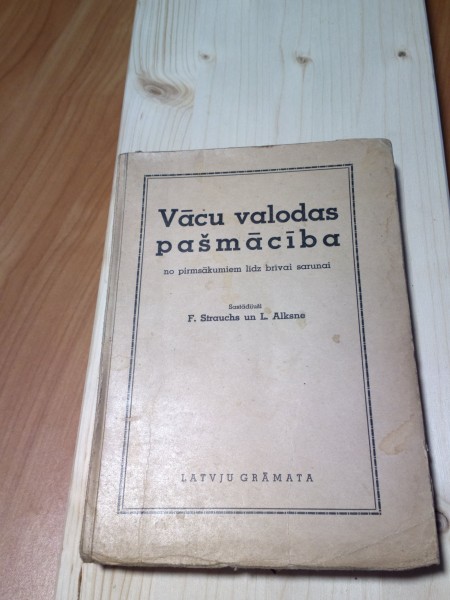 Vācu valodas
pašmācība
no pirmsākumiem līdz brīvai sarunai
Sastādījuši
F. Strauchs un L. Alksne
LATVJU GRĀMATA